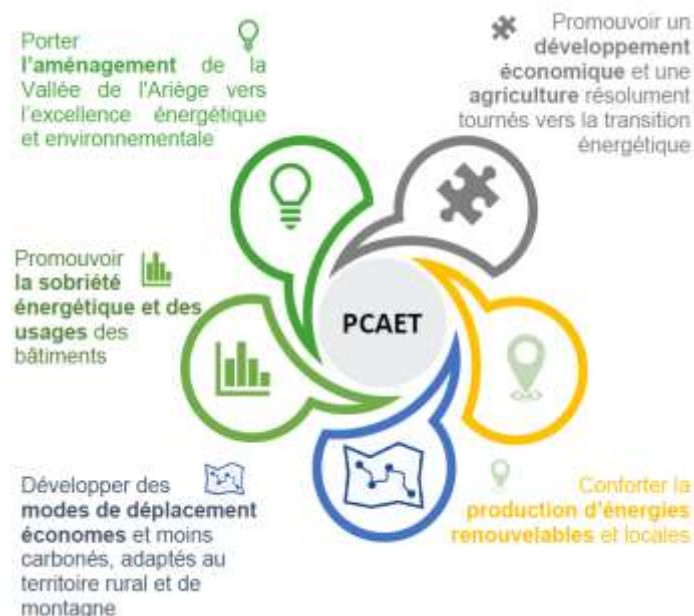 Porter
l'aménagement de la
Vallée de l'Ariège vers
l'excellence énergétique
et environnementale
Promouvoir un
développement
économique et une
agriculture résolument
tournés vers la transition
énergétique
Promouvoir
la sobriété
énergétique et des
usages des
bâtiments
PCAET
Développer des
modes de déplacement
économes et moins
carbonés, adaptés au
territoire rural et de
montagne
Conforter la
production d'énergies
renouvelables et locales